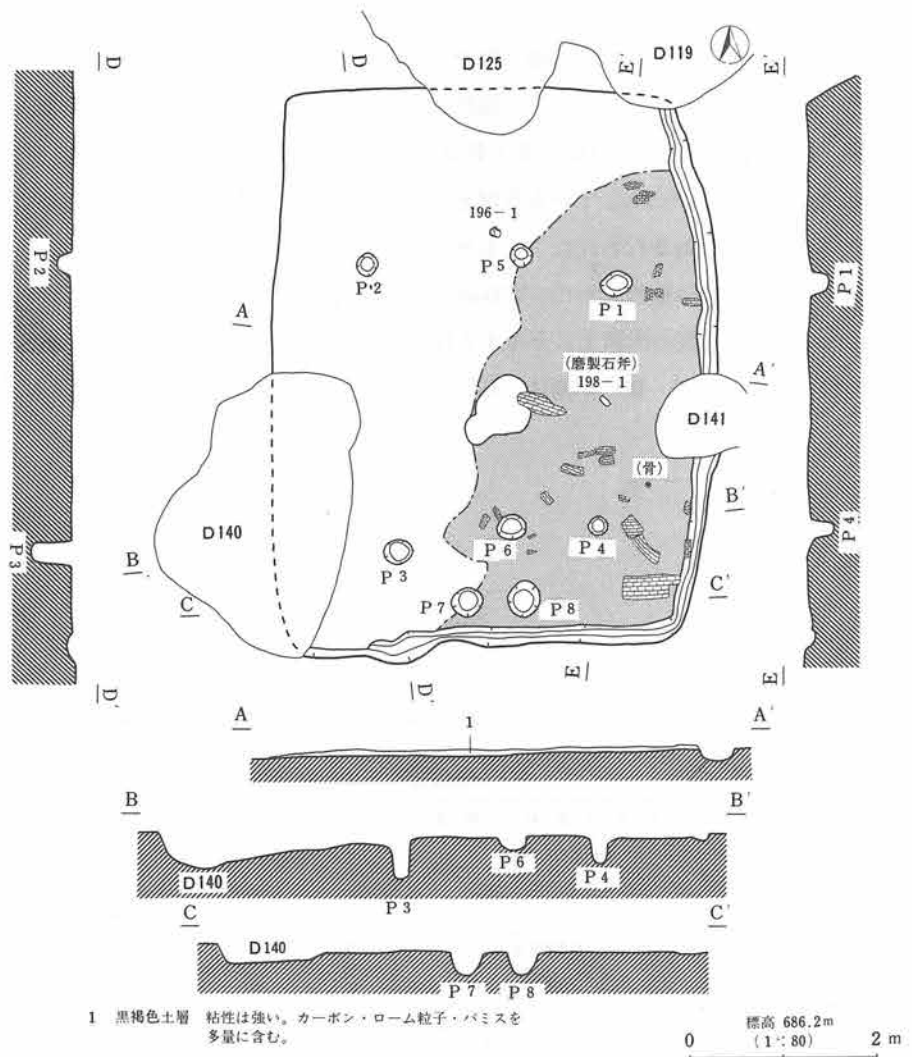 D
D
D125
E'
D119
E'
196-1
P5
P2
P2
P1
P1
A
(磨製石斧)
198-1
A'
D141
(骨)
B'
D140
P3
P3
P6
P4
P4
B
C'
C
P7
P8
E
E
D'
D'
A
1
A'
B
B'
D140
P6
P4
P3
C
C'
D140
P7
P8
1 黒褐色土層 粘性は強い。カーボン・ローム粒子・パミスを
多量に含む。
標高 686.2m
(1:80)
0 2m